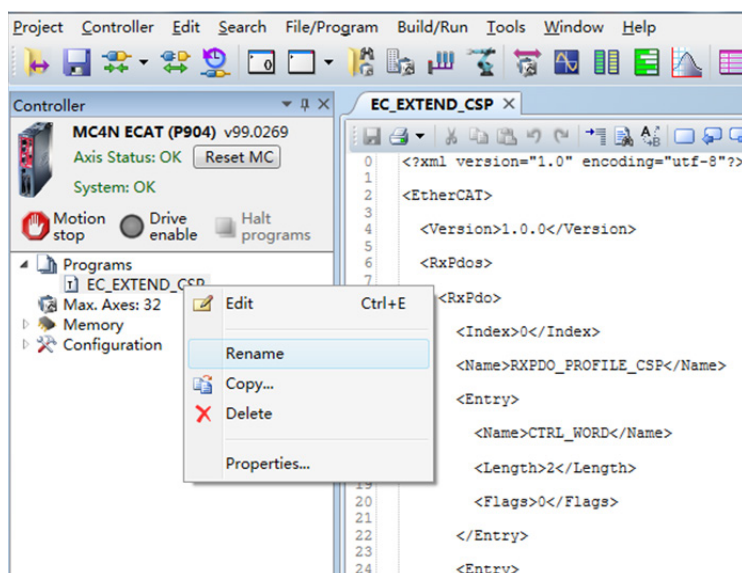 Project Controller Edit Search File/Program Build/Run Tools Window Help
Controller
MC4N ECAT (P904) v99.0269
Axis Status: OK Reset MC
System: OK
Motion stop
Drive enable
Halt programs
Programs
EC_EXTEND_CSP
Max. Axes: 32
Memory
Configuration
Edit Ctrl+E
Rename
Copy...
Delete
Properties...
EC_EXTEND_CSP
0 <?xml version="1.0" encoding="utf-8"?>
1
2 <EtherCAT>
3
4 <Version>1.0.0</Version>
5
6 <RxPdos>
7
<RxPdo>
<Index>0</Index>
<Name>RXPDO_PROFILE_CSP</Name>
<Entry>
<Name>CTRL_WORD</Name>
<Length>2</Length>
19
20 <Flags>0</Flags>
21
22 </Entry>
23
24 <Entry>